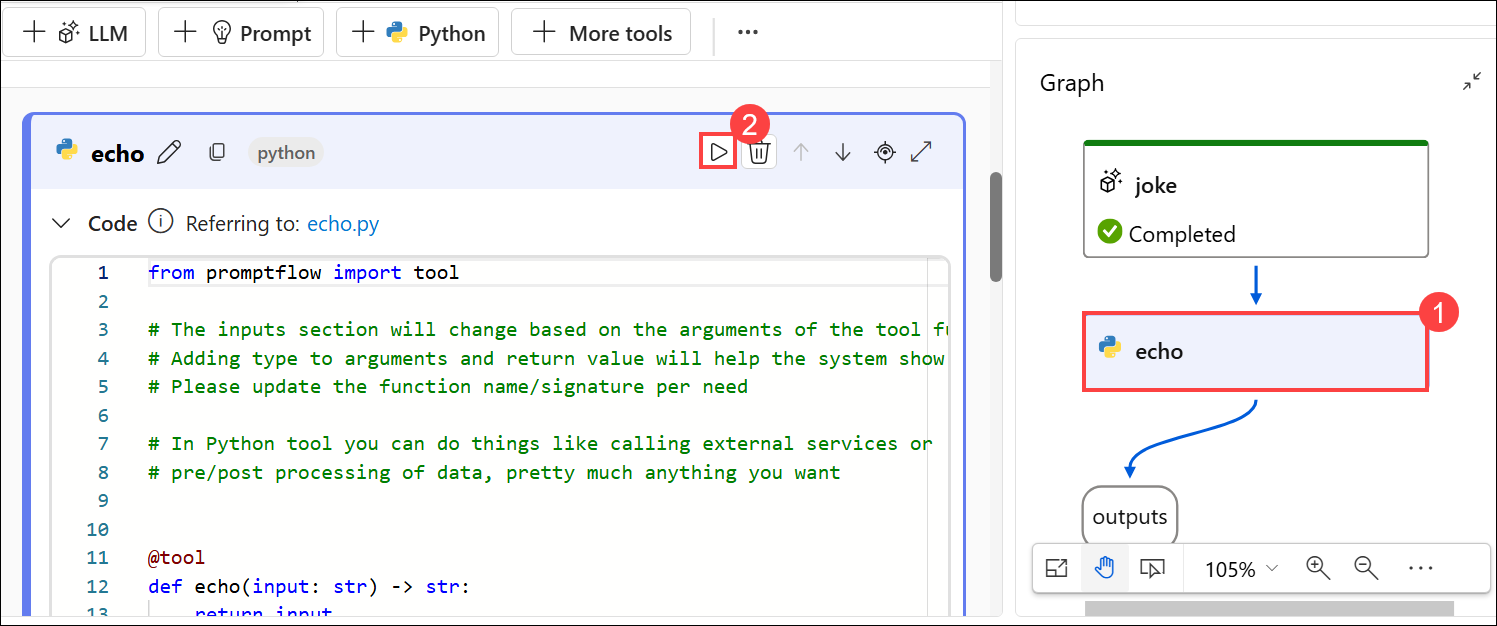 LLM
Prompt
Python
More tools
echo
python
2
Code
Referring to: echo.py
1 from promptflow import tool
2
3 # The inputs section will change based on the arguments of the tool
4 # Adding type to arguments and return value will help the system show
5 # Please update the function name/signature per need
6
7 # In Python tool you can do things like calling external services or
8 # pre/post processing of data, pretty much anything you want
9
10
11 @tool
12 def echo(input: str) -> str:
13 return input
Graph
joke
Completed
1
echo
outputs
105%